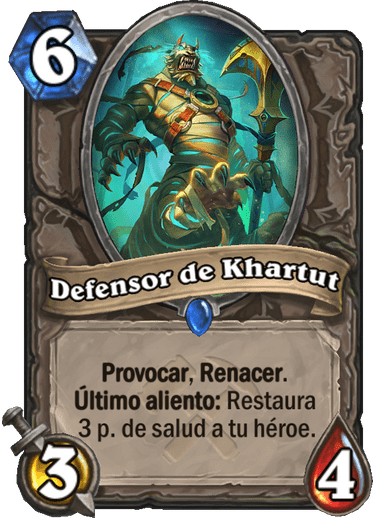 6
Defensor de Khartut
Provocar, Renacer.
Último aliento: Restaura
3 p. de salud a tu héroe.
3
4